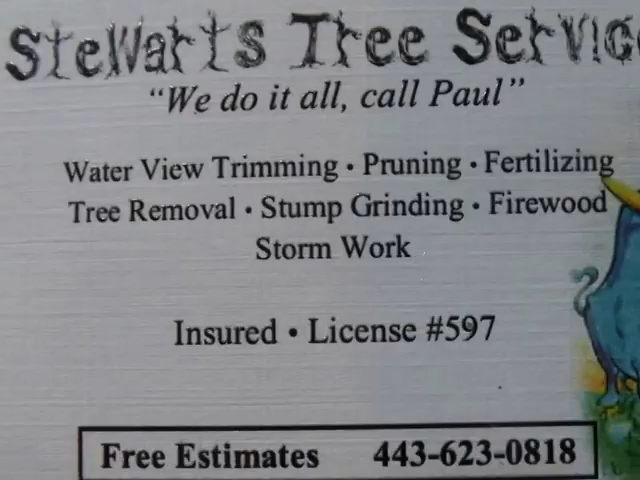 Stewarts Tree Servic
"We do it all, call Paul"
Water View Trimming • Pruning • Fertilizing
Tree Removal • Stump Grinding • Firewood
Storm Work
Insured • License #597
Free Estimates 443-623-0818